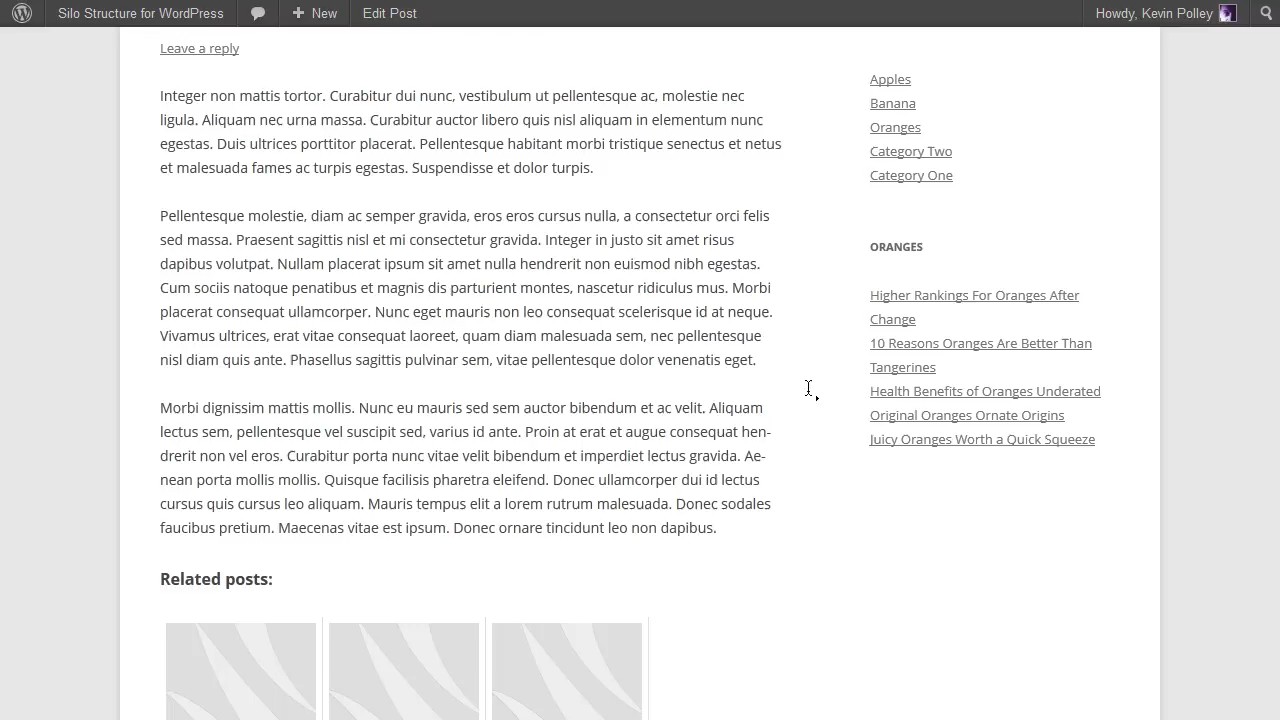 Silo Structure for WordPress
New
Edit Post
Howdy, Kevin Polley
Leave a reply
Integer non mattis tortor. Curabitur dui nunc, vestibulum ut pellentesque ac, molestie nec
ligula. Aliquam nec urna massa. Curabitur auctor libero quis nisl aliquam in elementum nunc
egestas. Duis ultrices porttitor placerat. Pellentesque habitant morbi tristique senectus et netus
et malesuada fames ac turpis egestas. Suspendisse et dolor turpis.
Pellentesque molestie, diam ac semper gravida, eros eros cursus nulla, a consectetur orci felis
sed massa. Praesent sagittis nisl et mi consectetur gravida. Integer in justo sit amet risus
dapibus volutpat. Nullam placerat ipsum sit amet nulla hendrerit non euismod nibh egestas.
Cum sociis natoque penatibus et magnis dis parturient montes, nascetur ridiculus mus. Morbi
placerat consequat ullamcorper. Nunc eget mauris non leo consequat scelerisque id at neque.
Vivamus ultrices, erat vitae consequat laoreet, quam diam malesuada sem, nec pellentesque
nisl diam quis ante. Phasellus sagittis pulvinar sem, vitae pellentesque dolor venenatis eget.
Morbi dignissim mattis mollis. Nunc eu mauris sed sem auctor bibendum et ac velit. Aliquam
lectus sem, pellentesque vel suscipit sed, varius id ante. Proin at erat et augue consequat hen-
drerit non vel eros. Curabitur porta nunc vitae velit bibendum et imperdiet lectus gravida. Ae-
nean porta mollis mollis. Quisque facilisis pharetra eleifend. Donec ullamcorper dui id lectus
cursus quis cursus leo aliquam. Mauris tempus elit a lorem rutrum malesuada. Donec sodales
faucibus pretium. Maecenas vitae est ipsum. Donec ornare tincidunt leo non dapibus.
Related posts:
Apples
Banana
Oranges
Category Two
Category One
ORANGES
Higher Rankings For Oranges After
Change
10 Reasons Oranges Are Better Than
Tangerines
Health Benefits of Oranges Underated
Original Oranges Ornate Origins
Juicy Oranges Worth a Quick Squeeze